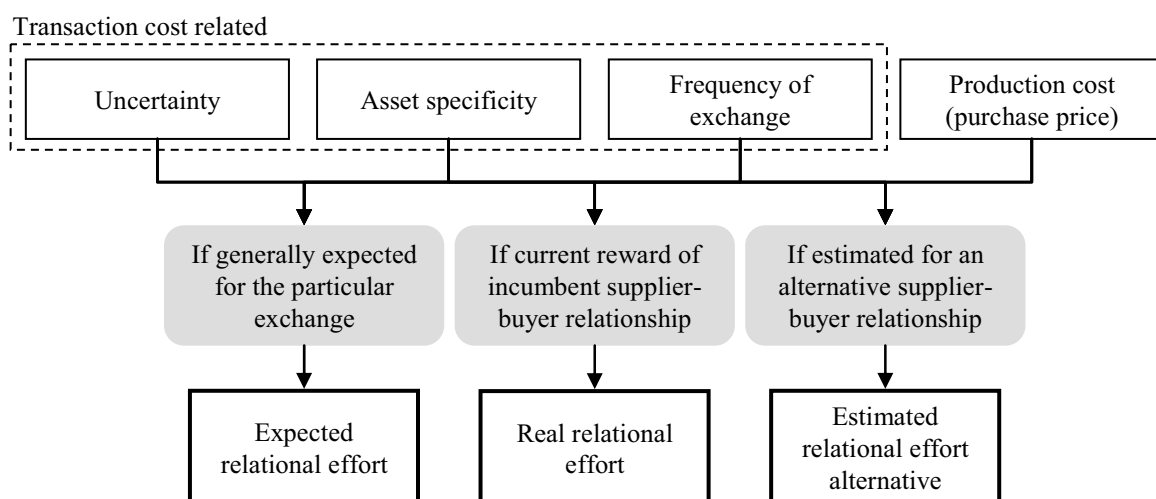 Transaction cost related
Uncertainty
Asset specificity
Frequency of
exchange
Production cost
(purchase price)
If generally expected
for the particular
exchange
If current reward of
incumbent supplier-
buyer relationship
If estimated for an
alternative supplier-
buyer relationship
Expected
relational effort
Real relational
effort
Estimated
relational effort
alternative